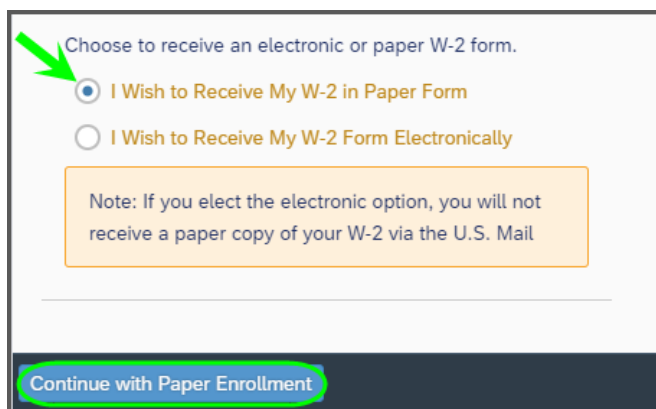 Choose to receive an electronic or paper W-2 form.
I Wish to Receive My W-2 in Paper Form
I Wish to Receive My W-2 Form Electronically
Note: If you elect the electronic option, you will not
receive a paper copy of your W-2 via the U.S. Mail
Continue with Paper Enrollment